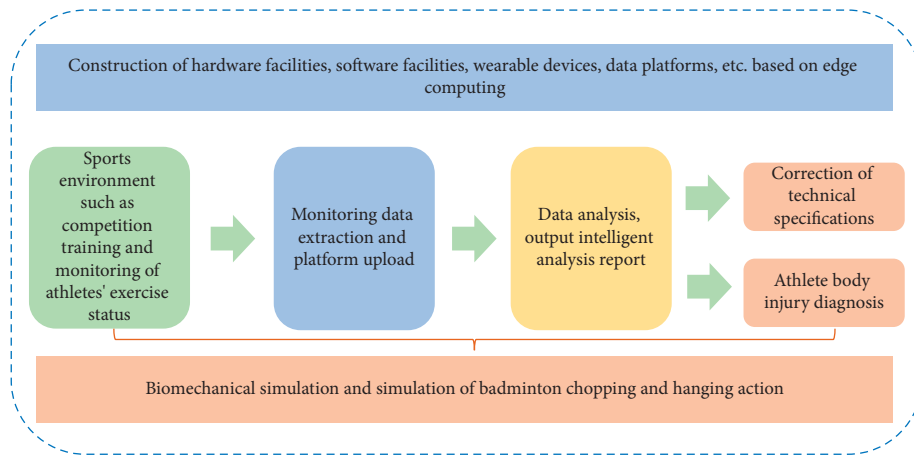 Construction of hardware facilities, software facilities, wearable devices, data platforms, etc. based on edge
computing
Sports
environment
such as
competition
training and
monitoring of
athletes' exercise
status
Monitoring data
extraction and
platform upload
Data analysis,
output intelligent
analysis report
Correction of
technical
specifications
Athlete body
injury diagnosis
Biomechanical simulation and simulation of badminton chopping and hanging action